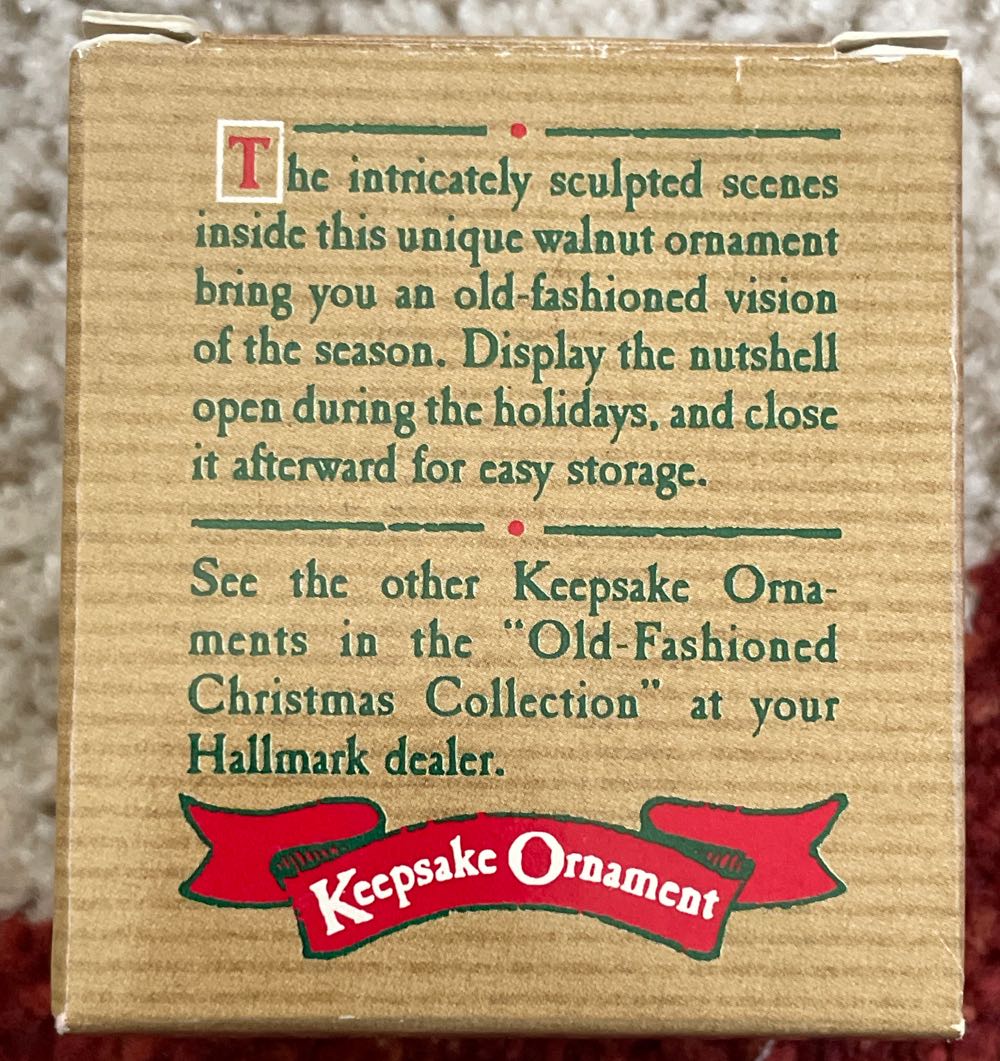 The intricately sculpted scenes
inside this unique walnut ornament
bring you an old-fashioned vision
of the season. Display the nutshell
open during the holidays, and close
it afterward for easy storage.
See the other Keepsake Orna-
ments in the "Old-Fashioned
Christmas Collection" at your
Hallmark dealer.
Keepsake Ornament